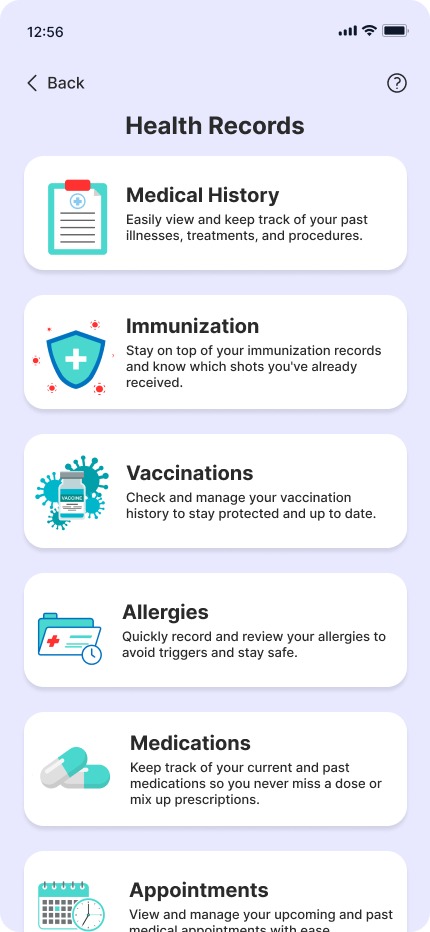 12:56
Back
Health Records
Medical History
Easily view and keep track of your past
illnesses, treatments, and procedures.
Immunization
Stay on top of your immunization records
and know which shots you've already
received.
VACCINE
Vaccinations
Check and manage your vaccination
history to stay protected and up to date.
Allergies
Quickly record and review your allergies to
avoid triggers and stay safe.
Medications
Keep track of your current and past
medications so you never miss a dose or
mix up prescriptions.
Appointments
View and manage your upcoming and past
medical appointments with ease